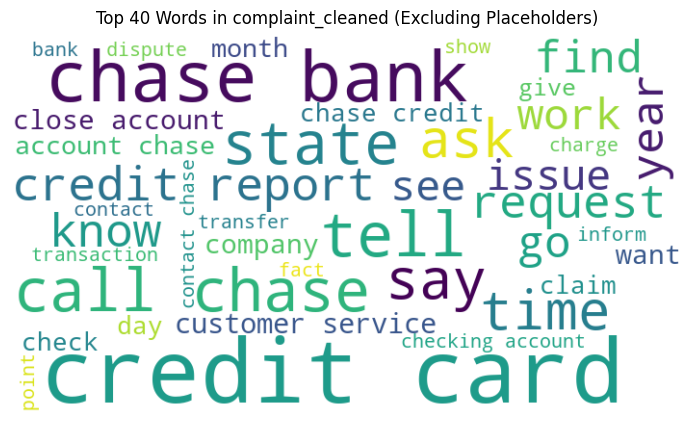 Top 40 Words in complaint_cleaned (Excluding Placeholders)
bank
dispute
month
show
find
chase bank
give
year
close account
chase credit
work
account chase
state
ask
charge
credit report
see
issue
request
contact
contact chase
know
transfer
tell
go
inform
transaction
company
want
fact
say
call
chase
claim
time
day
customer service
check
checking account
point
credit card